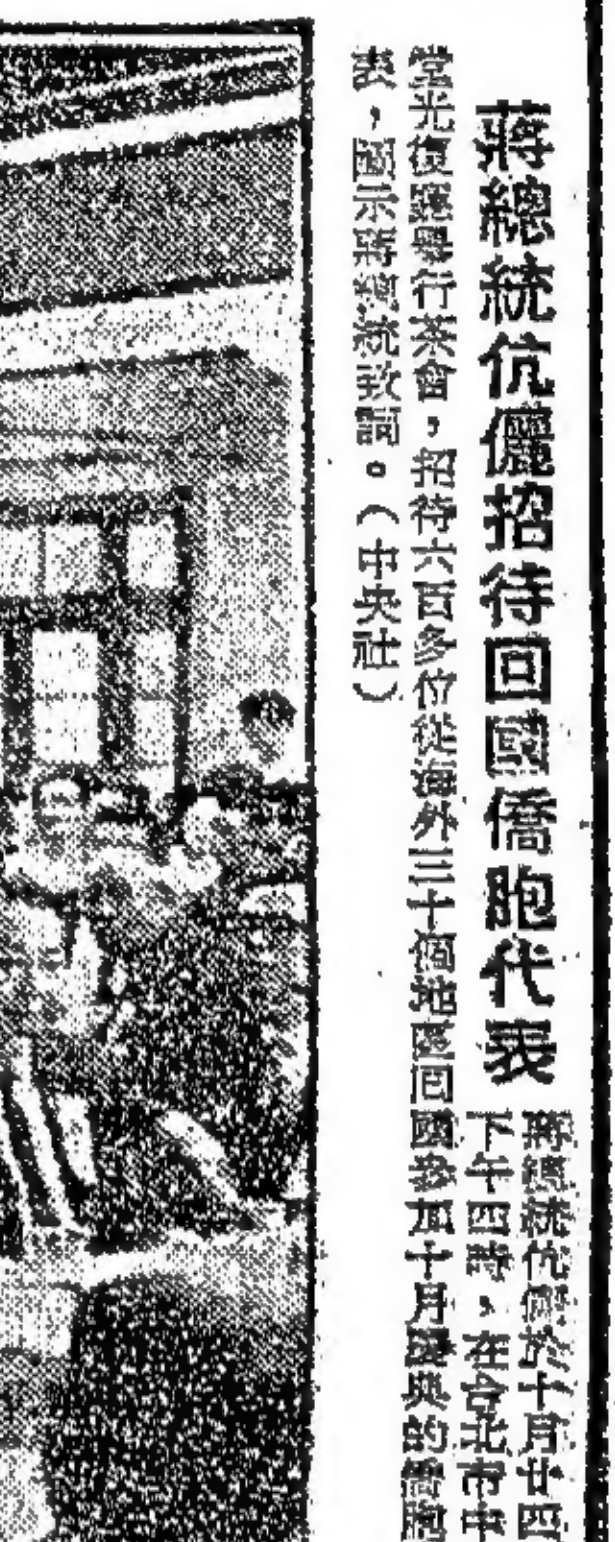 蔣總統伉儷招待回國僑胞代表
蔣總統伉儷於十月廿四
下午四時，在台北市中
堂光復廳舉行茶會，招待六百多位從海外三十個地區回國參加十月慶典的僑胞
表，圖示蔣總統致詞。（中央社）